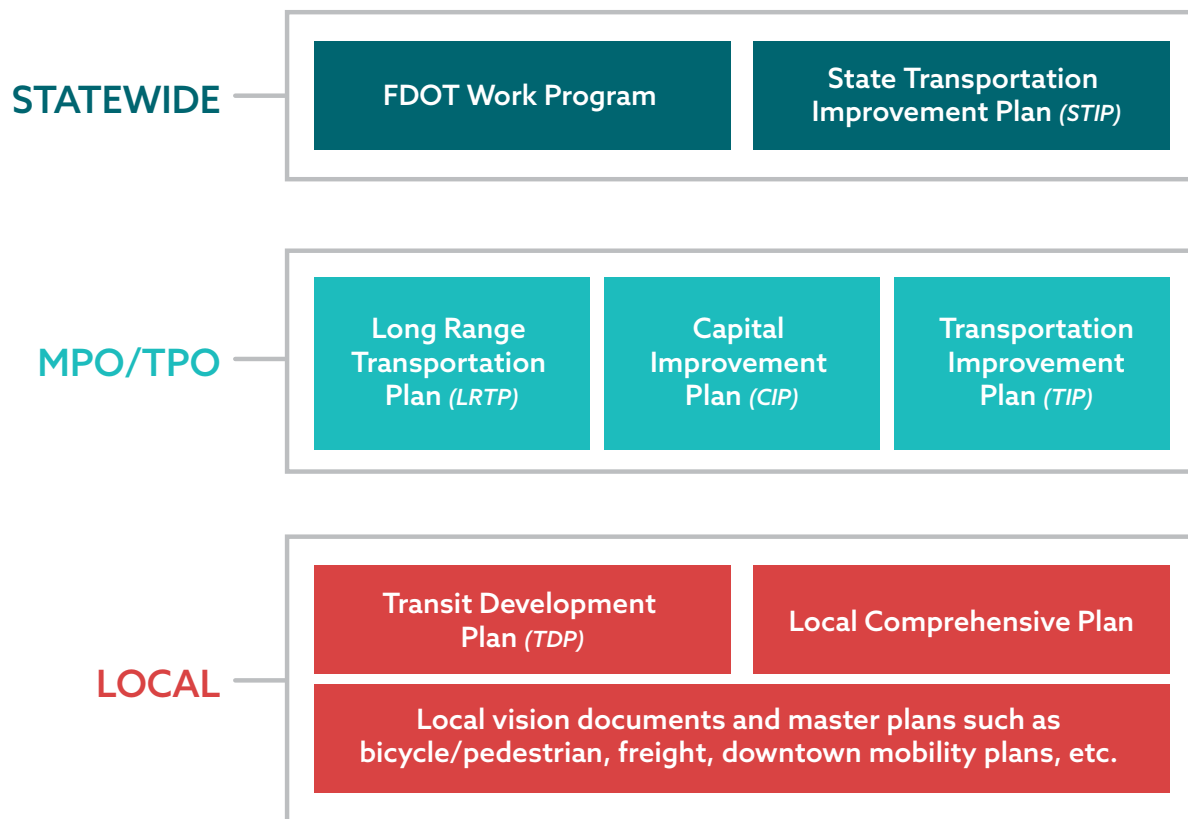 STATEWIDE
FDOT Work Program
State Transportation
Improvement Plan (STIP)
MPO/TPO
Long Range
Transportation
Plan (LRTP)
Capital
Improvement
Plan (CIP)
Transportation
Improvement
Plan (TIP)
LOCAL
Transit Development
Plan (TDP)
Local Comprehensive Plan
Local vision documents and master plans such as
bicycle/pedestrian, freight, downtown mobility plans, etc.